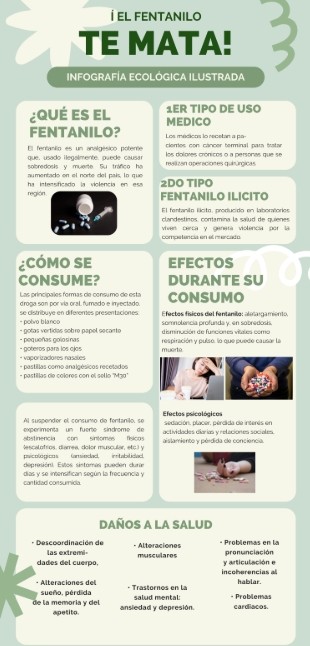 Í EL FENTANILO
TE MATA!
INFOGRAFÍA ECOLÓGICA ILUSTRADA
¿QUÉ ES EL
FENTANILO?
El fentanilo es un analgésico potente
que, usado ilegalmente, puede causar
sobredosis y muerte. Su tráfico ha
aumentado en el norte del país, lo que
ha intensificado la violencia en esa
región.
1ER TIPO DE USO
MEDICO
Los médicos lo recetan a pa-
cientes con cáncer terminal para tratar
los dolores crónicos o a personas que se
realizan operaciones quirúrgicas.
2DO TIPO
FENTANILO ILICITO
El fentanilo ilícito, producido en laboratorios
clandestinos, contamina la salud de quienes
viven cerca y genera violencia por la
competencia en el mercado.
¿CÓMO SE
CONSUME?
Las principales formas de consumo de esta
droga son por vía oral, fumado e inyectado.
se distribuye en diferentes presentaciones:
• polvo blanco
• gotas vertidas sobre papel secante
• pequeñas golosinas
• goteros para los ojos
• vaporizadores nasales
• pastillas como analgésicos recetados
• pastillas de colores con el sello "M30"
EFECTOS
DURANTE SU
CONSUMO
Efectos físicos del fentanilo: aletargamiento,
somnolencia profunda y, en sobredosis,
disminución de funciones vitales como
respiración y pulso, lo que puede causar la
muerte.
Efectos psicológicos
sedación, placer, pérdida de interés en
actividades diarias y relaciones sociales,
aislamiento y pérdida de conciencia.
Al suspender el consumo de fentanilo, se
experimenta un fuerte síndrome de
abstinencia con síntomas físicos
(escalofríos, diarrea, dolor muscular, etc.) y
psicológicos (ansiedad, irritabilidad,
depresión). Estos síntomas pueden durar
días y se intensifican según la frecuencia y
cantidad consumida.
DAÑOS A LA SALUD
• Descoordinación de
las extremi-
dades del cuerpo,
• Alteraciones del
sueño, pérdida
de la memoria y del
apetito.
• Alteraciones
musculares
• Trastornos en la
salud mental:
ansiedad y depresión.
• Problemas en la
pronunciación
y articulación e
incoherencias al
hablar.
• Problemas
cardiacos.